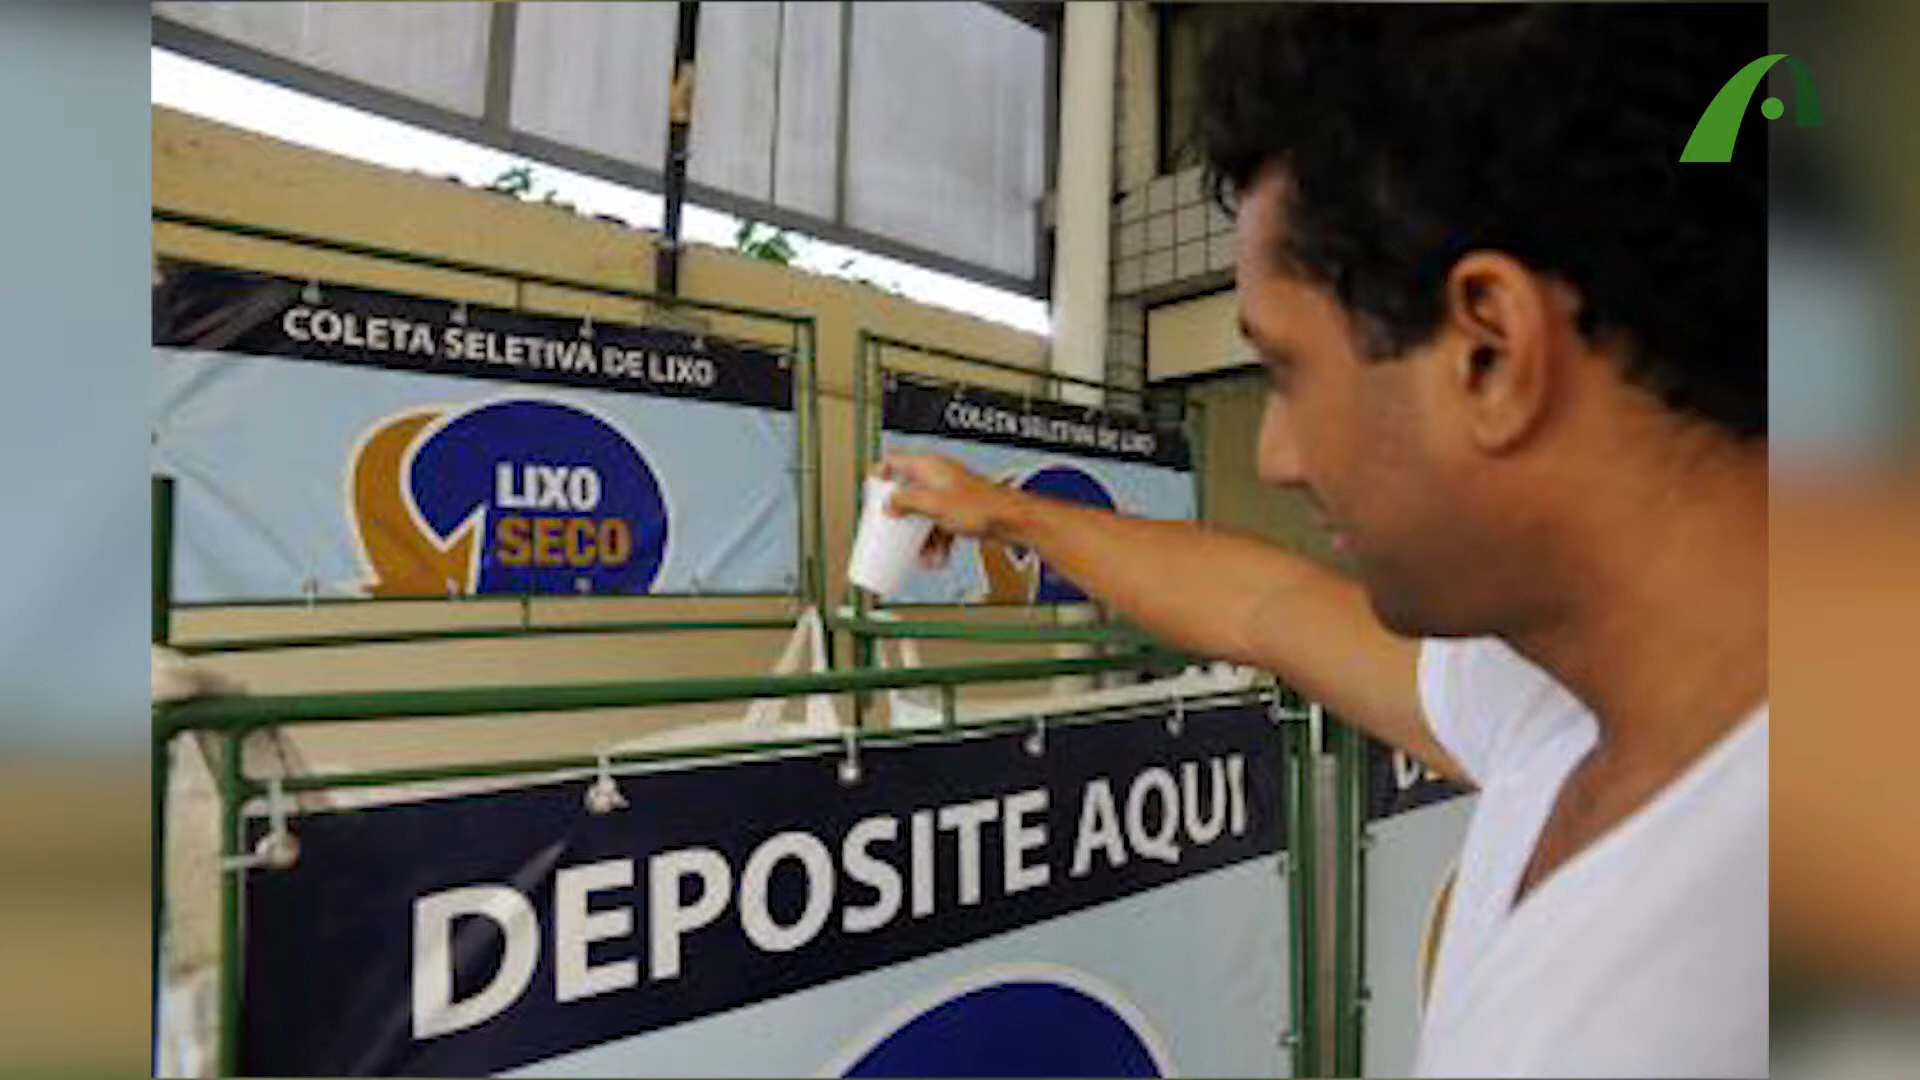 COLETA SELETIVA DE LIXO
LIXO
SECO
COLETA SELETIVA DE LIXO
DEPOSITE AQUI